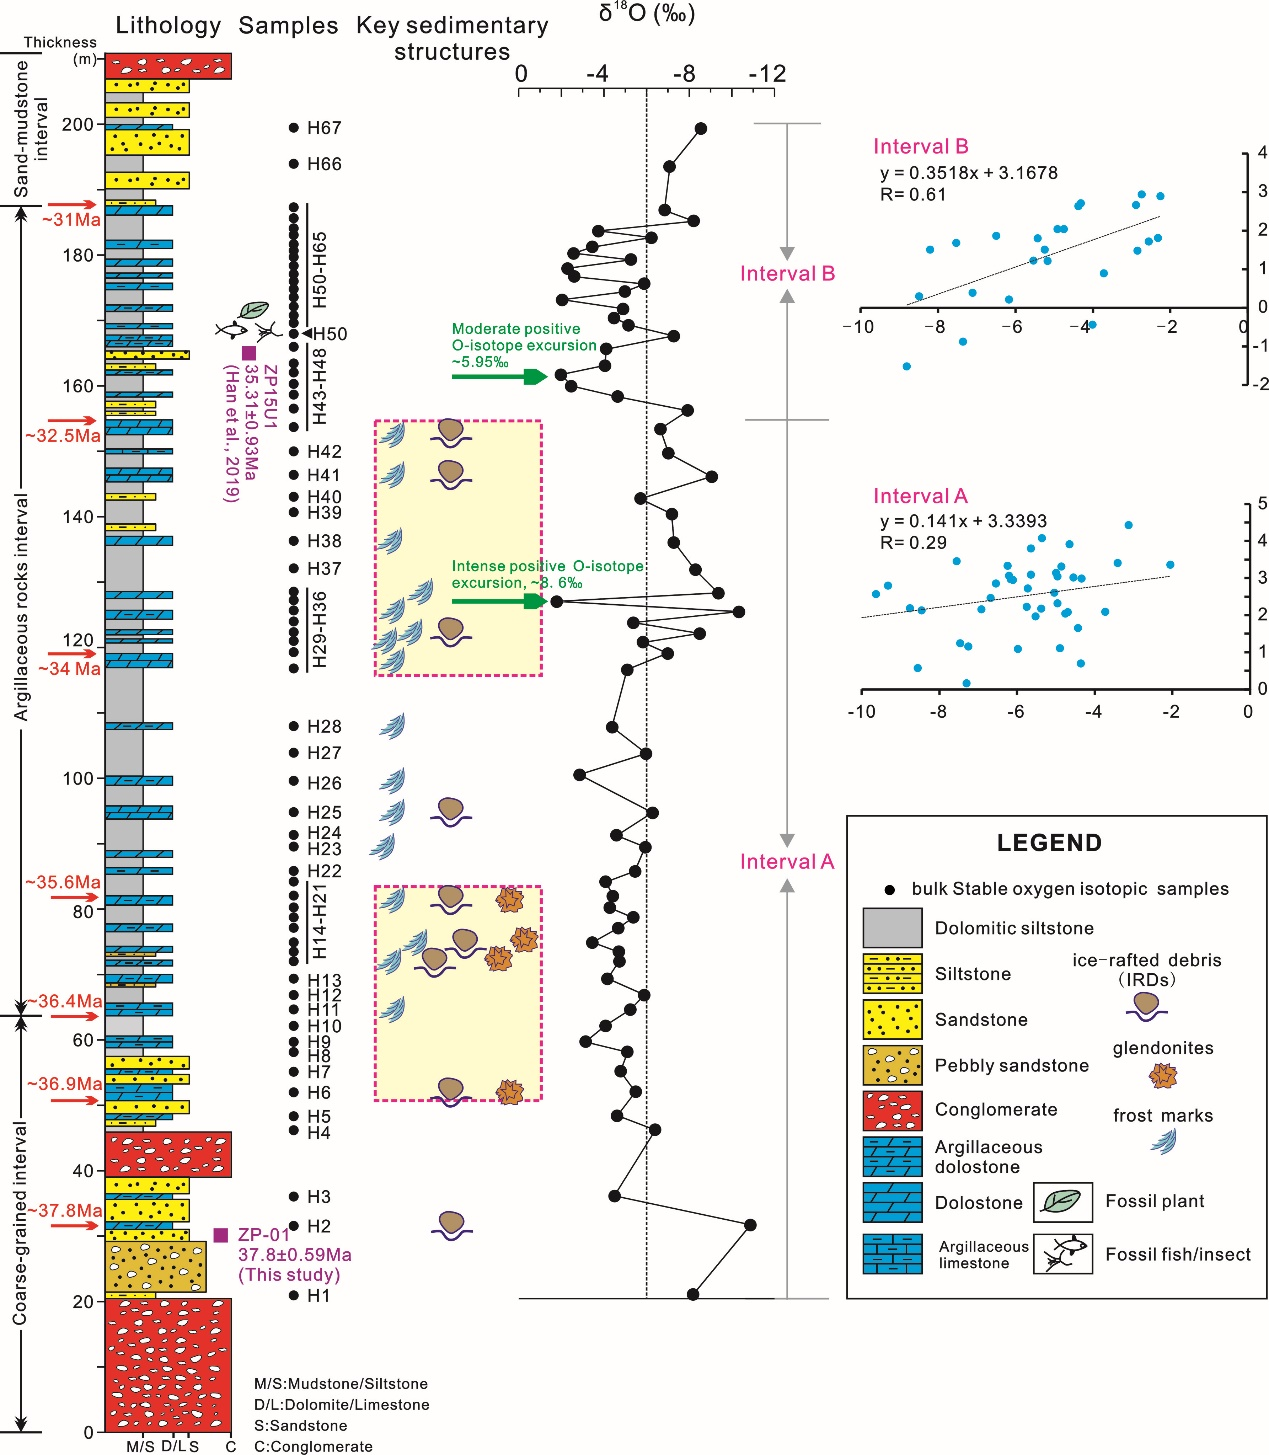 Lithology
Samples
Key sedimentary
structures
δ¹⁸O (‰)
Thickness
(m)
0
-4
-8
-12
Sand-mudstone
interval
Argillaceous rocks interval
Coarse-grained interval
200
180
160
140
120
100
80
60
40
20
0
~31Ma
~32.5Ma
~34 Ma
~35.6Ma
~36.4Ma
~36.9Ma
~37.8Ma
H67
H66
H50-H65
H50
H43-H48
H42
H41
H40
H39
H38
H37
H29-H36
H28
H27
H26
H25
H24
H23
H22
H14-H21
H13
H12
H11
H10
H9
H8
H7
H6
H5
H4
H3
H2
H1
ZP15U1
35.31±0.93Ma
(Han et al., 2019)
ZP-01
37.8±0.59Ma
(This study)
Moderate positive
O-isotope excursion
~5.95‰
Intense positive O-isotope
excursion, ~8. 6‰
Interval B
Interval A
Interval B
y = 0.3518x + 3.1678
R= 0.61
4
3
2
1
0
-1
-2
-10
-8
-6
-4
-2
0
Interval A
y = 0.141x + 3.3393
R= 0.29
5
4
3
2
1
0
-10
-8
-6
-4
-2
0
LEGEND
bulk Stable oxygen isotopic samples
Dolomitic siltstone
Siltstone
Sandstone
Pebbly sandstone
Conglomerate
Argillaceous
dolostone
Dolostone
Argillaceous
limestone
ice-rafted debris
(IRDs)
glendonites
frost marks
Fossil plant
Fossil fish/insect
M/S
D/L
S
C
M/S:Mudstone/Siltstone
D/L:Dolomite/Limestone
S:Sandstone
C:Conglomerate